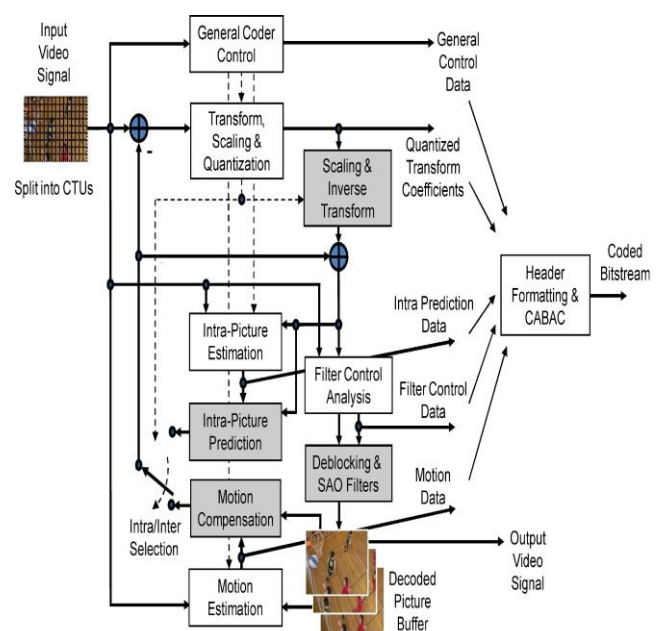 Input
Video
Signal
Split into CTUs
General Coder
Control
Transform,
Scaling &
Quantization
-
Scaling &
Inverse
Transform
Intra-Picture
Estimation
Intra-Picture
Prediction
Filter Control
Analysis
Deblocking &
SAO Filters
Motion
Compensation
Intra/Inter
Selection
Motion
Estimation
Decoded
Picture
Buffer
General
Control
Data
Quantized
Transform
Coefficients
Intra Prediction
Data
Filter Control
Data
Motion
Data
Header
Formatting &
CABAC
Coded
Bitstream
Output
Video
Signal